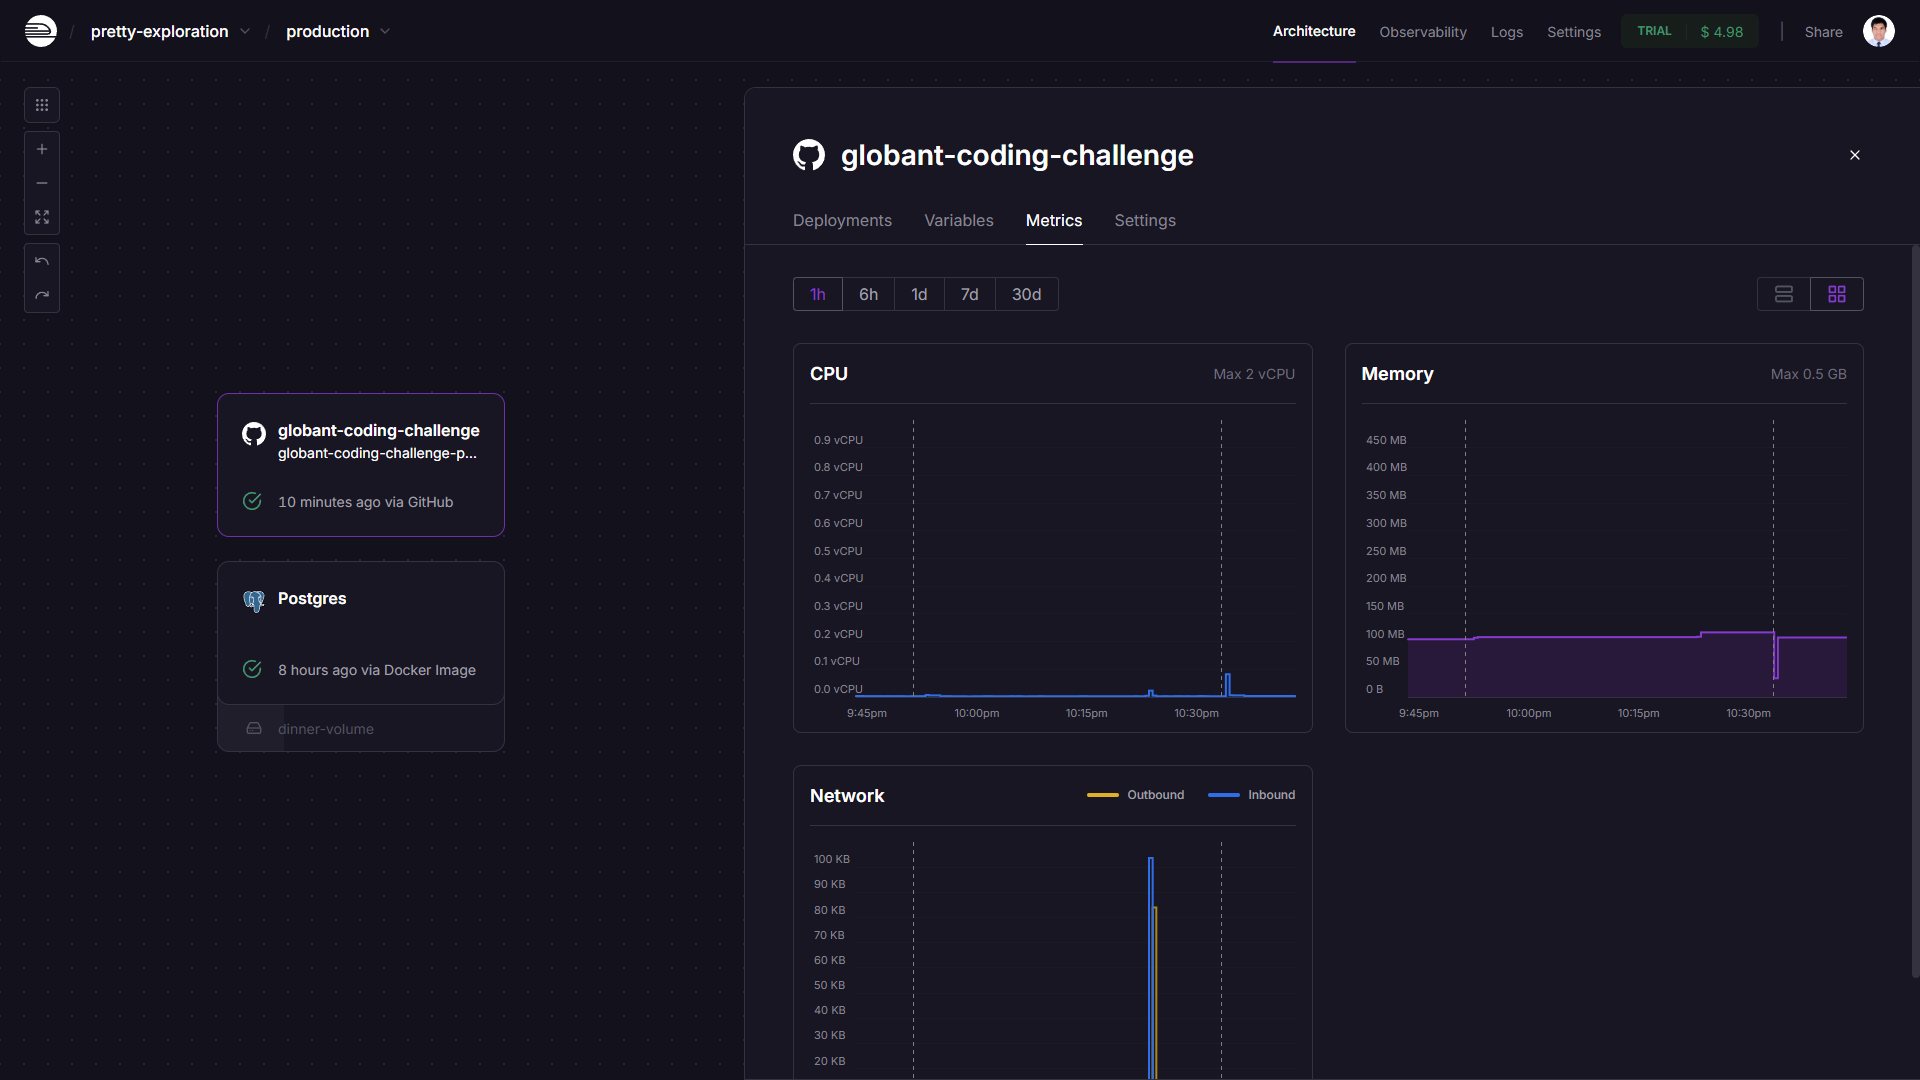 / pretty-exploration / production
Architecture Observability Logs Settings TRIAL $ 4.98 Share
globant-coding-challenge
globant-coding-challenge-p...
10 minutes ago via GitHub
Postgres
8 hours ago via Docker Image
dinner-volume
globant-coding-challenge
Deployments Variables Metrics Settings
1h 6h 1d 7d 30d
CPU Max 2 vCPU
0.9 vCPU
0.8 vCPU
0.7 vCPU
0.6 vCPU
0.5 vCPU
0.4 vCPU
0.3 vCPU
0.2 vCPU
0.1 vCPU
0.0 vCPU
9:45pm 10:00pm 10:15pm 10:30pm
Memory Max 0.5 GB
450 MB
400 MB
350 MB
300 MB
250 MB
200 MB
150 MB
100 MB
50 MB
0 B
9:45pm 10:00pm 10:15pm 10:30pm
Network Outbound Inbound
100 KB
90 KB
80 KB
70 KB
60 KB
50 KB
40 KB
30 KB
20 KB